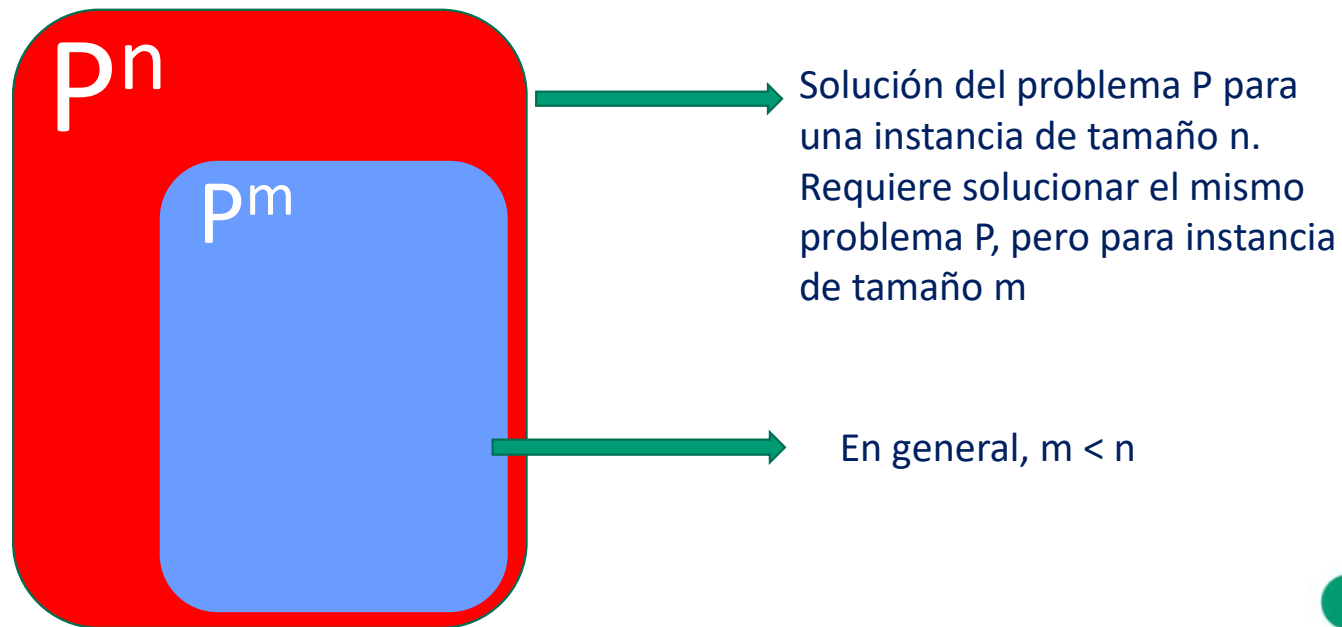 Pⁿ
Solución del problema P para
una instancia de tamaño n.
Requiere solucionar el mismo
problema P, pero para instancia
de tamaño m
Pᵐ
En general, m < n